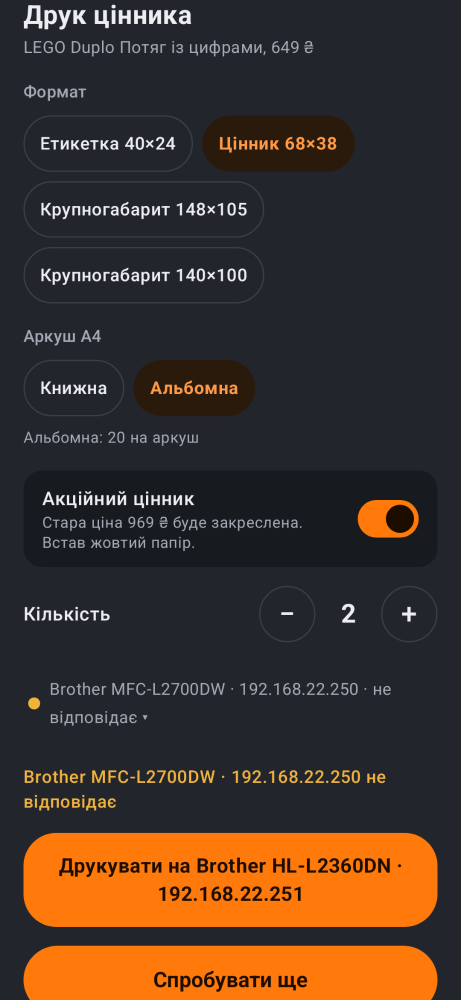 Друк цінника
LEGO Duplo Потяг із цифрами, 649 ₴
Формат
Етикетка 40×24
Цінник 68×38
Крупногабарит 148×105
Крупногабарит 140×100
Аркуш А4
Книжна
Альбомна
Альбомна: 20 на аркуш
Акційний цінник
Стара ціна 969 ₴ буде закреслена.
Встав жовтий папір.
Кількість
− 2 +
Brother MFC-L2700DW · 192.168.22.250 · не
відповідає ▾
Brother MFC-L2700DW · 192.168.22.250 не
відповідає
Друкувати на Brother HL-L2360DN ·
192.168.22.251
Спробувати ще